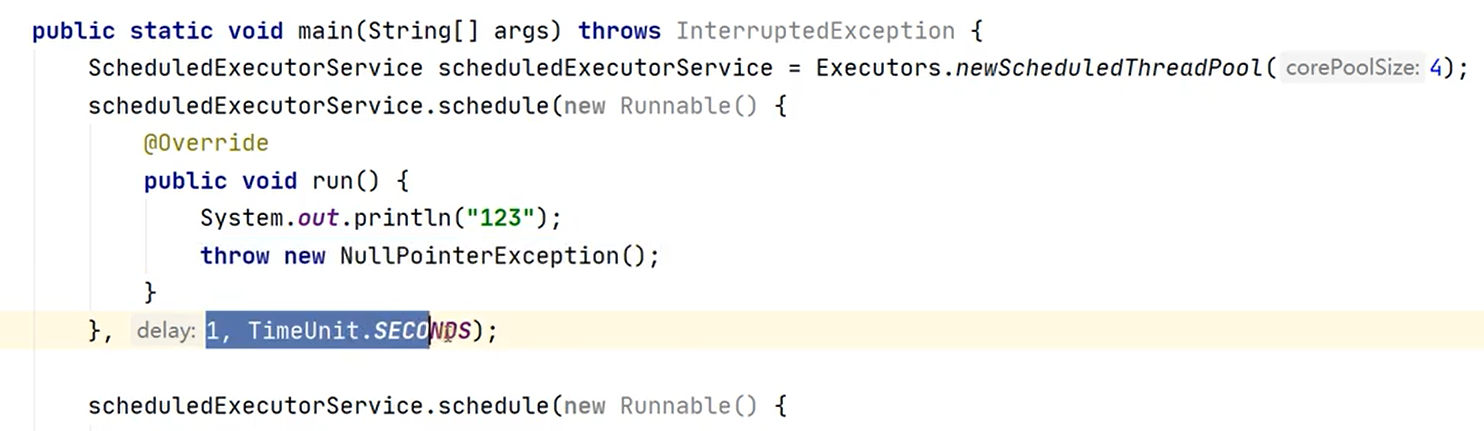 public static void main(String[] args) throws InterruptedException {
ScheduledExecutorService scheduledExecutorService = Executors.newScheduledThreadPool( corePoolSize: 4);
scheduledExecutorService.schedule(new Runnable() {
@Override
public void run() {
System.out.println("123");
throw new NullPointerException();
}
}, delay: 1, TimeUnit.SECONDS);
scheduledExecutorService.schedule(new Runnable() {